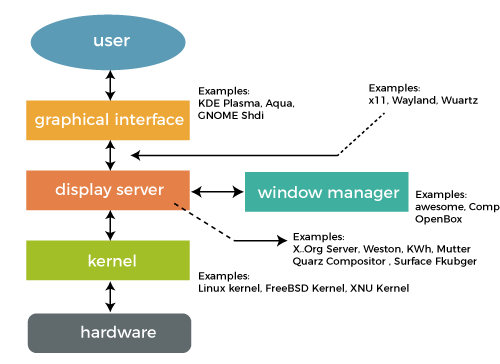 user
Examples:
KDE Plasma, Aqua,
GNOME Shdi
Examples:
x11, Wayland, Wuartz
graphical interface
display server
window manager
Examples:
awesome, Comp
OpenBox
Examples:
X..Org Server, Weston, KWh, Mutter
Quarz Compositor , Surface Fkubger
kernel
Examples:
Linux kernel, FreeBSD Kernel, XNU Kernel
hardware